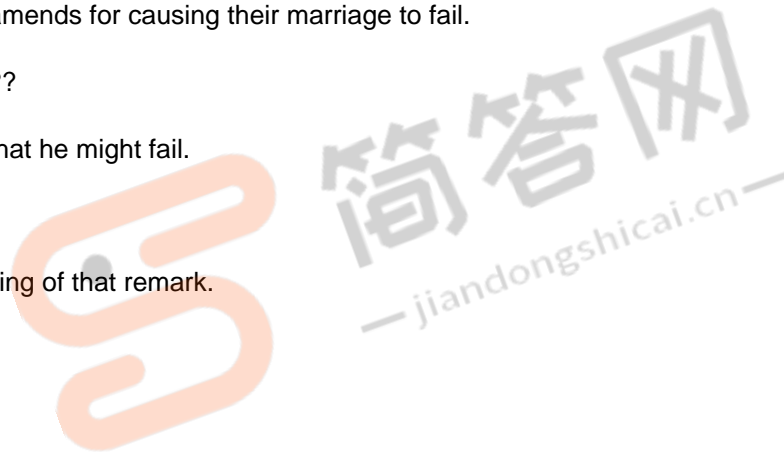 mends for causing their marriage to fail.
?
hat he might fail.
ing of that remark.
简答网
jiandongshicai.cn